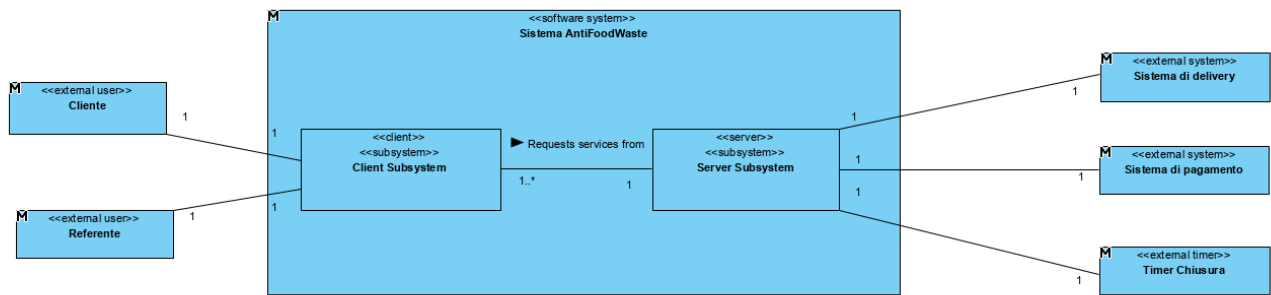 M
<<software system>>
Sistema AntiFoodWaste
M
<<external user>>
Cliente
1
1
M
<<external user>>
Referente
1
1
<<client>>
<<subsystem>>
Client Subsystem
Requests services from
1..*
1
<<server>>
<<subsystem>>
Server Subsystem
1
1
M
<<external system>>
Sistema di delivery
1
1
M
<<external system>>
Sistema di pagamento
1
1
M
<<external timer>>
Timer Chiusura